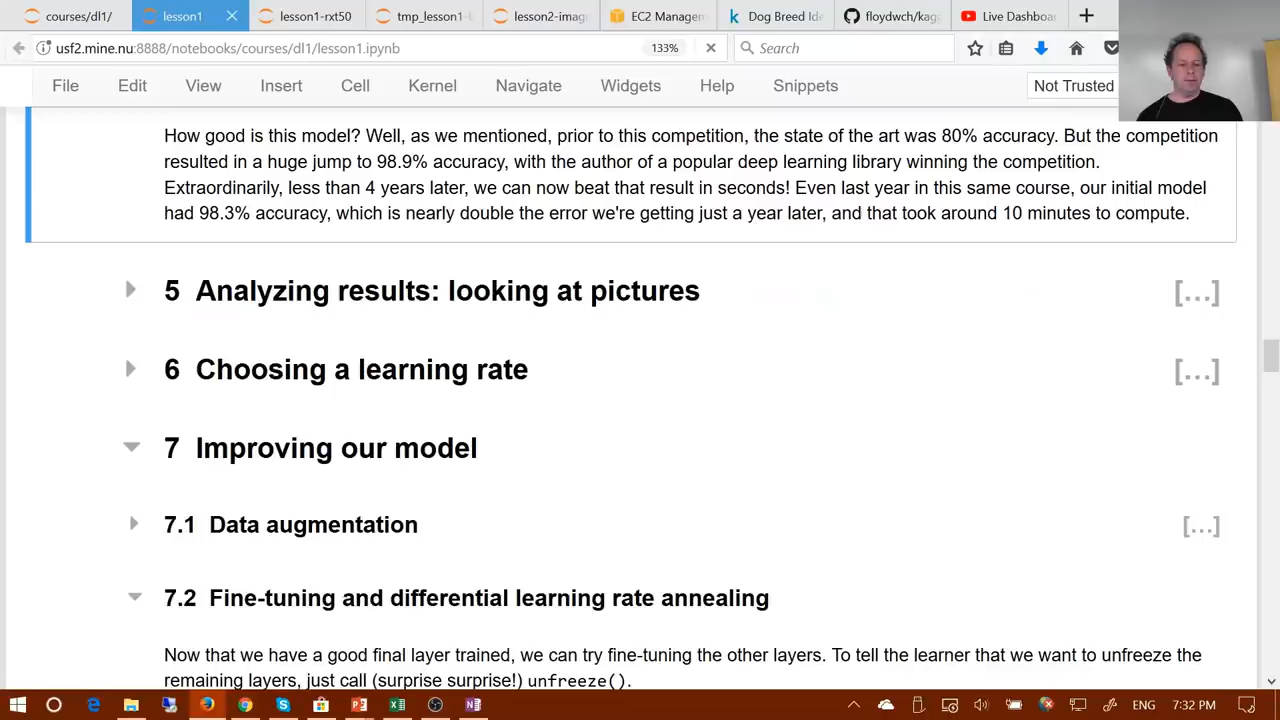 courses/dl1/
lesson1
lesson1-rxt50
tmp_lesson1-
lesson2-imag
EC2 Managem
Dog Breed Ide
floydwch/kagg
Live Dashboa
usf2.mine.nu:8888/notebooks/courses/dl1/lesson1.ipynb
133%
Search
File
Edit
View
Insert
Cell
Kernel
Navigate
Widgets
Help
Snippets
Not Trusted
How good is this model? Well, as we mentioned, prior to this competition, the state of the art was 80% accuracy. But the competition
resulted in a huge jump to 98.9% accuracy, with the author of a popular deep learning library winning the competition.
Extraordinarily, less than 4 years later, we can now beat that result in seconds! Even last year in this same course, our initial model
had 98.3% accuracy, which is nearly double the error we're getting just a year later, and that took around 10 minutes to compute.
5 Analyzing results: looking at pictures
[...]
6 Choosing a learning rate
[...]
7 Improving our model
7.1 Data augmentation
[...]
7.2 Fine-tuning and differential learning rate annealing
Now that we have a good final layer trained, we can try fine-tuning the other layers. To tell the learner that we want to unfreeze the
remaining layers, just call (surprise surprise!) unfreeze().
ENG
7:32 PM